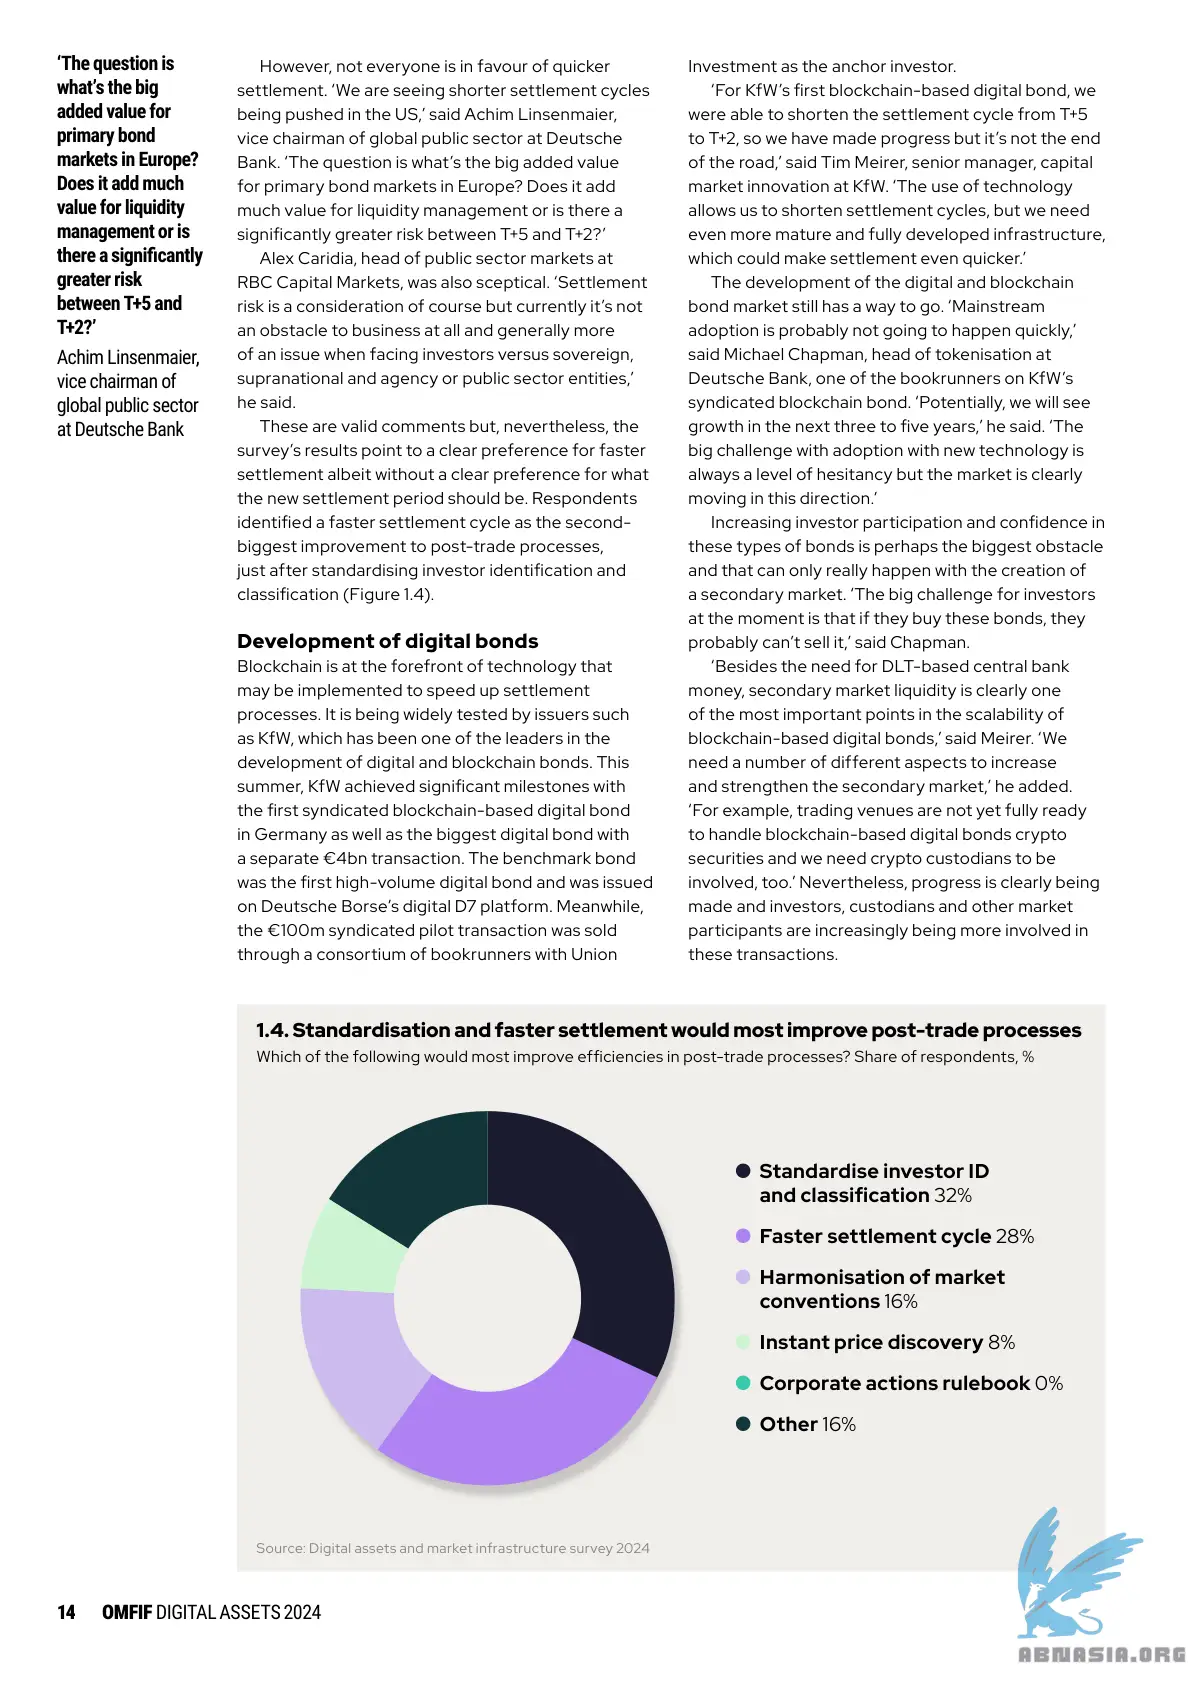 ‘The question is
what’s the big
added value for
primary bond
markets in Europe?
Does it add much
value for liquidity
management or is
there a significantly
greater risk
between T+5 and
T+2?’
Achim Linsenmaier,
vice chairman of
global public sector
at Deutsche Bank
However, not everyone is in favour of quicker
settlement. ‘We are seeing shorter settlement cycles
being pushed in the US,’ said Achim Linsenmaier,
vice chairman of global public sector at Deutsche
Bank. ‘The question is what’s the big added value
for primary bond markets in Europe? Does it add
much value for liquidity management or is there a
significantly greater risk between T+5 and T+2?’
Alex Caridia, head of public sector markets at
RBC Capital Markets, was also sceptical. ‘Settlement
risk is a consideration of course but currently it’s not
an obstacle to business at all and generally more
of an issue when facing investors versus sovereign,
supranational and agency or public sector entities,’
he said.
These are valid comments but, nevertheless, the
survey’s results point to a clear preference for faster
settlement albeit without a clear preference for what
the new settlement period should be. Respondents
identified a faster settlement cycle as the second-
biggest improvement to post-trade processes,
just after standardising investor identification and
classification (Figure 1.4).
Development of digital bonds
Blockchain is at the forefront of technology that
may be implemented to speed up settlement
processes. It is being widely tested by issuers such
as KfW, which has been one of the leaders in the
development of digital and blockchain bonds. This
summer, KfW achieved significant milestones with
the first syndicated blockchain-based digital bond
in Germany as well as the biggest digital bond with
a separate €4bn transaction. The benchmark bond
was the first high-volume digital bond and was issued
on Deutsche Borse’s digital D7 platform. Meanwhile,
the €100m syndicated pilot transaction was sold
through a consortium of bookrunners with Union
Investment as the anchor investor.
‘For KfW’s first blockchain-based digital bond, we
were able to shorten the settlement cycle from T+5
to T+2, so we have made progress but it’s not the end
of the road,’ said Tim Meirer, senior manager, capital
market innovation at KfW. ‘The use of technology
allows us to shorten settlement cycles, but we need
even more mature and fully developed infrastructure,
which could make settlement even quicker.’
The development of the digital and blockchain
bond market still has a way to go. ‘Mainstream
adoption is probably not going to happen quickly,’
said Michael Chapman, head of tokenisation at
Deutsche Bank, one of the bookrunners on KfW’s
syndicated blockchain bond. ‘Potentially, we will see
growth in the next three to five years,’ he said. ‘The
big challenge with adoption with new technology is
always a level of hesitancy but the market is clearly
moving in this direction.’
Increasing investor participation and confidence in
these types of bonds is perhaps the biggest obstacle
and that can only really happen with the creation of
a secondary market. ‘The big challenge for investors
at the moment is that if they buy these bonds, they
probably can’t sell it,’ said Chapman.
‘Besides the need for DLT-based central bank
money, secondary market liquidity is clearly one
of the most important points in the scalability of
blockchain-based digital bonds,’ said Meirer. ‘We
need a number of different aspects to increase
and strengthen the secondary market,’ he added.
‘For example, trading venues are not yet fully ready
to handle blockchain-based digital bonds crypto
securities and we need crypto custodians to be
involved, too.’ Nevertheless, progress is clearly being
made and investors, custodians and other market
participants are increasingly being more involved in
these transactions.
1.4. Standardisation and faster settlement would most improve post-trade processes
Which of the following would most improve efficiencies in post-trade processes? Share of respondents, %
Standardise investor ID
and classification 32%
Faster settlement cycle 28%
Harmonisation of market
conventions 16%
Instant price discovery 8%
Corporate actions rulebook 0%
Other 16%
Source: Digital assets and market infrastructure survey 2024
14 OMFIF DIGITAL ASSETS 2024
ABNASIA.ORG